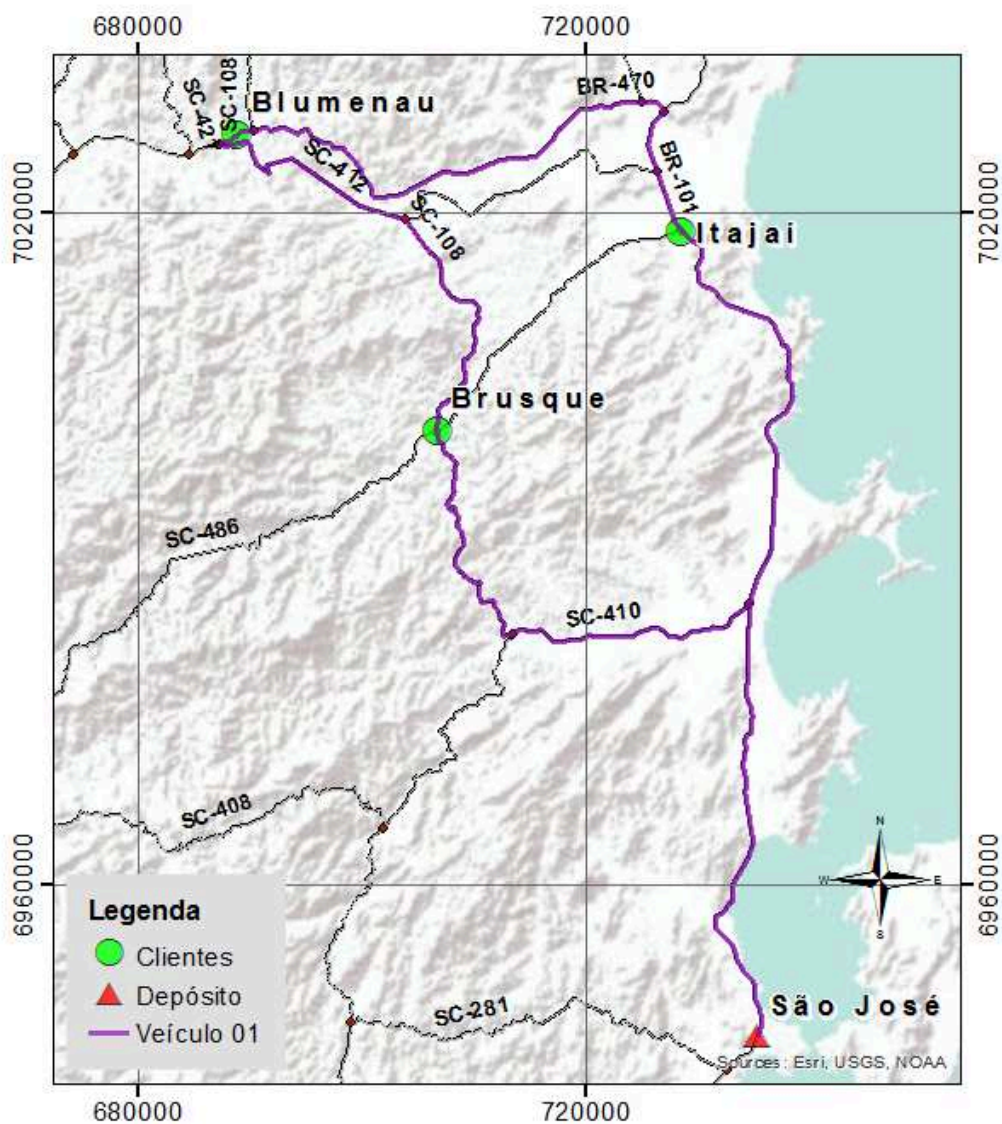 680000
720000
SC-42
SC-108
Blumenau
BR-470
SC-412
BR-101
7020000
7020000
SC-108
Itajai
Brusque
SC-486
SC-410
SC-408
N
W
E
S
6960000
6960000
Legenda
Clientes
Depósito
Veículo 01
SC-281
São José
Sources: Esri, USGS, NOAA
680000
720000